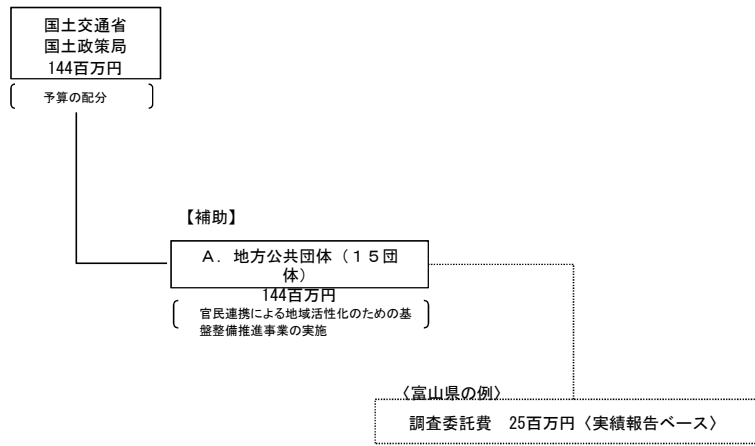 国土交通省
国土政策局
144百万円
予算の配分
【補助】
A．地方公共団体（１５団
体）
144百万円
官民連携による地域活性化のための基
盤整備推進事業の実施
〈富山県の例〉
調査委託費　25百万円〈実績報告ベース〉